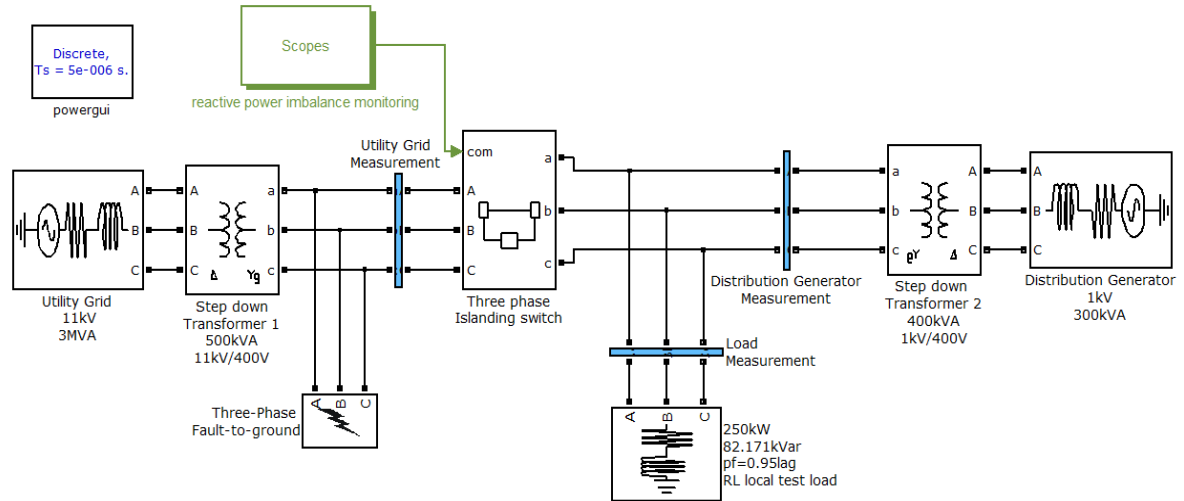 Discrete,
Ts = 5e-006 s.
powergui
Scopes
reactive power imbalance monitoring
Utility Grid
Measurement
com
A
B
C
Utility Grid
11kV
3MVA
A
B
C
a
b
c
Δ
Yg
Step down
Transformer 1
500kVA
11kV/400V
A
B
C
a
b
c
Three phase
Islanding switch
Distribution Generator
Measurement
a
b
c
A
B
C
Yg
Δ
Step down
Transformer 2
400kVA
1kV/400V
A
B
C
Distribution Generator
1kV
300kVA
Load
Measurement
Three-Phase
Fault-to-ground
A
B
C
A
B
C
250kW
82.171kVar
pf=0.95lag
RL local test load